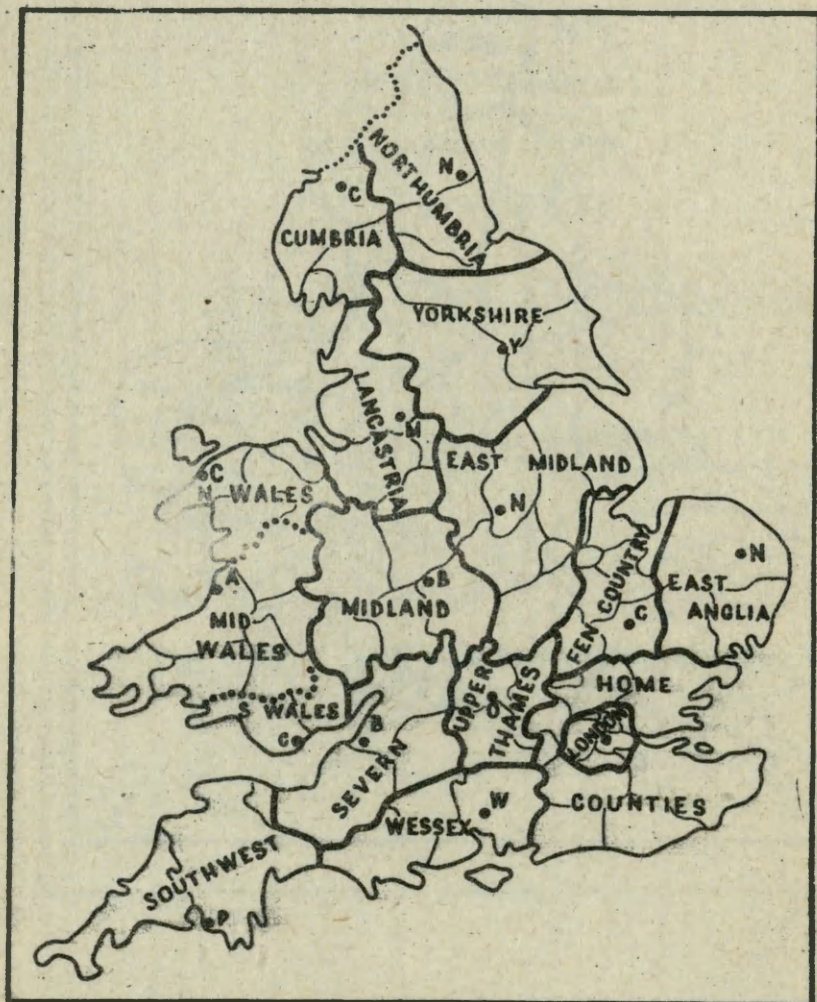 NORTHUMBRIA
N
C
CUMBRIA
YORKSHIRE
Y
LANCASTRIA
M
EAST MIDLAND
N
C
N WALES
A
MID
WALES
S WALES
C
MIDLAND
B
FEN COUNTRY
C
N
EAST
ANGLIA
UPPER
THAMES
O
HOME
COUNTIES
LONDON
B
SEVERN
WESSEX
W
SOUTHWEST
P